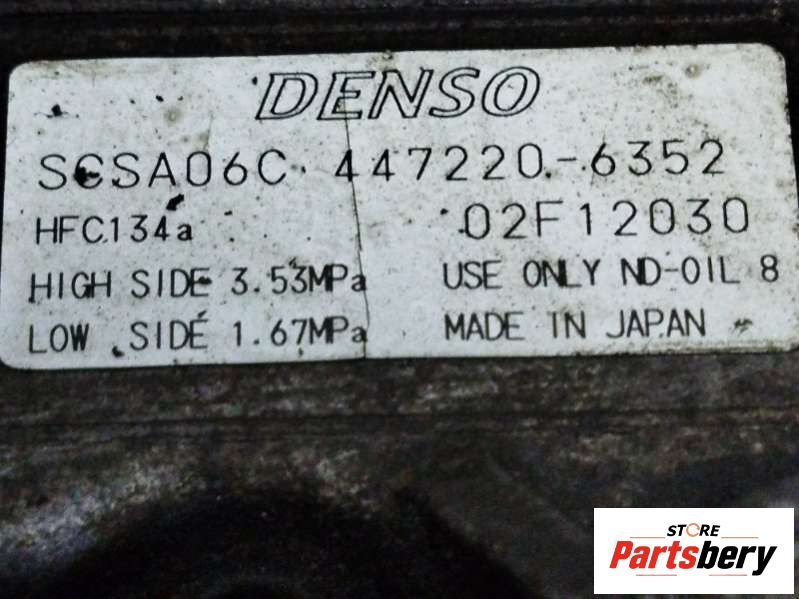 DENSO
SCSA06C 447220-6352
HFC134a 02F12030
HIGH SIDE 3.53MPa USE ONLY ND-OIL 8
LOW SIDE 1.67MPa MADE IN JAPAN
STORE
Partsbery